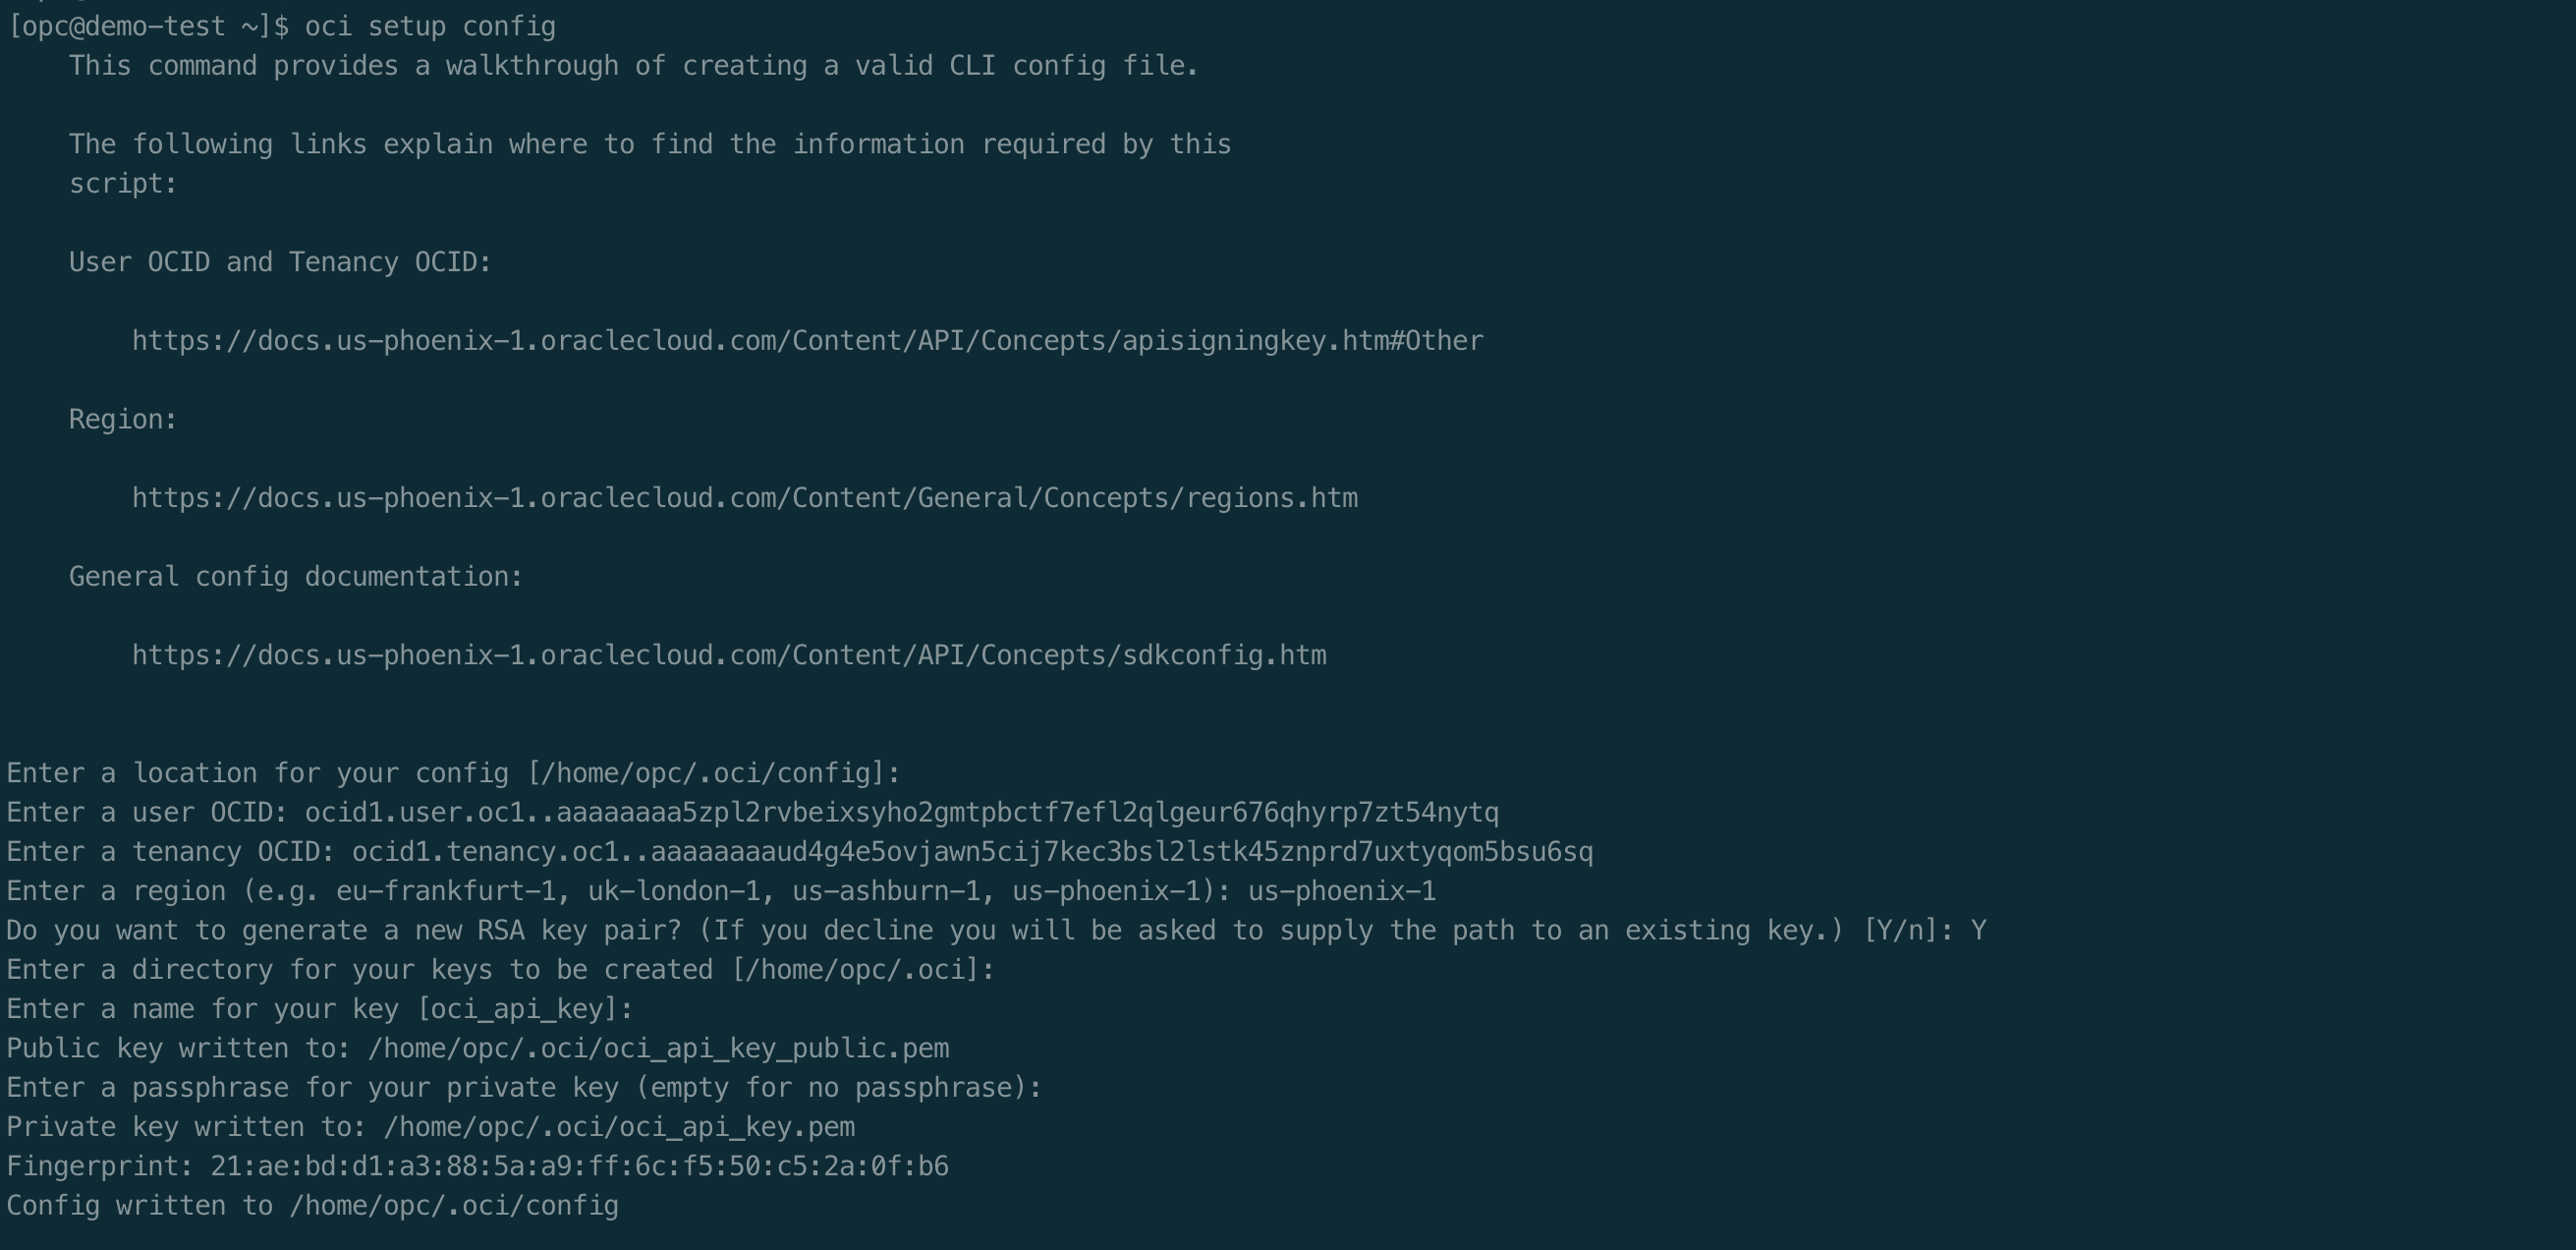 [opc@demo-test ~]$ oci setup config
This command provides a walkthrough of creating a valid CLI config file.
The following links explain where to find the information required by this
script:
User OCID and Tenancy OCID:
https://docs.us-phoenix-1.oraclecloud.com/Content/API/Concepts/apisigningkey.htm#Other
Region:
https://docs.us-phoenix-1.oraclecloud.com/Content/General/Concepts/regions.htm
General config documentation:
https://docs.us-phoenix-1.oraclecloud.com/Content/API/Concepts/sdkconfig.htm
Enter a location for your config [/home/opc/.oci/config]:
Enter a user OCID: ocid1.user.oc1..aaaaaaaa5zpl2rvbeixsyho2gmtpbctf7efl2qlgeur676qhyrp7zt54nytq
Enter a tenancy OCID: ocid1.tenancy.oc1..aaaaaaaaud4g4e5ovjawn5cij7kec3bsl2lstk45znprd7uxtyqom5bsu6sq
Enter a region (e.g. eu-frankfurt-1, uk-london-1, us-ashburn-1, us-phoenix-1): us-phoenix-1
Do you want to generate a new RSA key pair? (If you decline you will be asked to supply the path to an existing key.) [Y/n]: Y
Enter a directory for your keys to be created [/home/opc/.oci]:
Enter a name for your key [oci_api_key]:
Public key written to: /home/opc/.oci/oci_api_key_public.pem
Enter a passphrase for your private key (empty for no passphrase):
Private key written to: /home/opc/.oci/oci_api_key.pem
Fingerprint: 21:ae:bd:d1:a3:88:5a:a9:ff:6c:f5:50:c5:2a:0f:b6
Config written to /home/opc/.oci/config